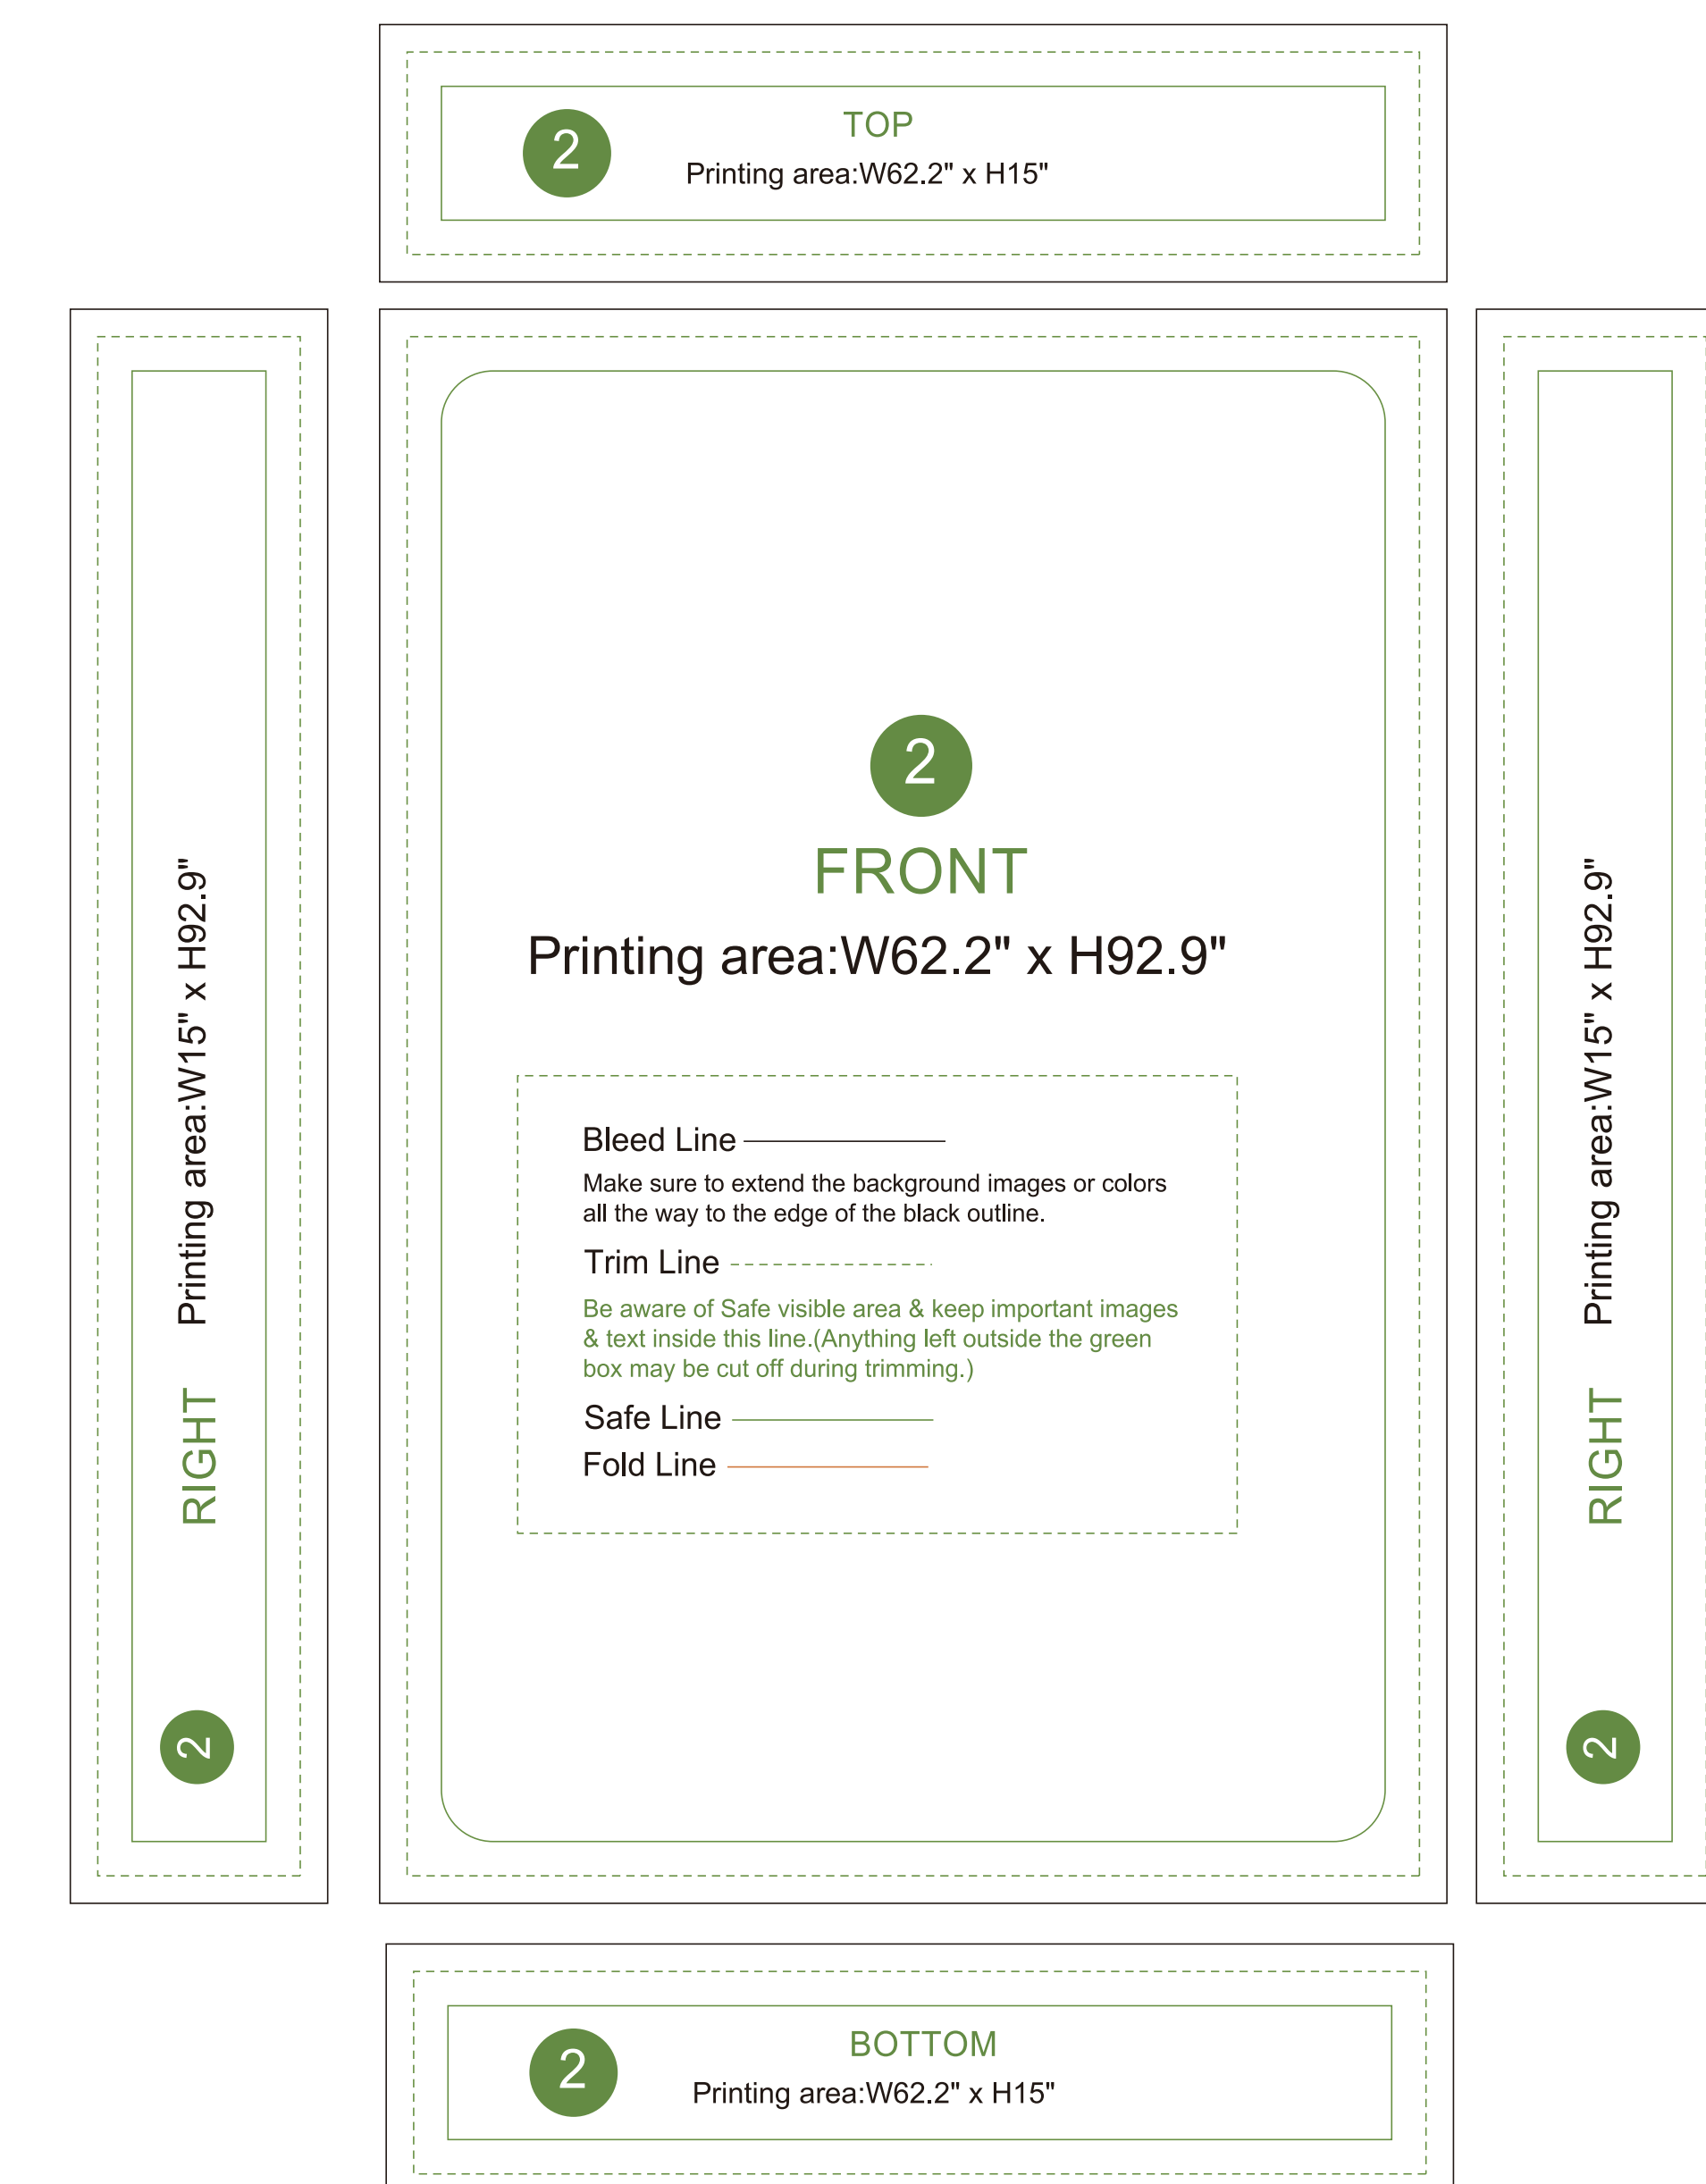 2
TOP
Printing area:W62.2" x H15"
2
RIGHT Printing area:W15" x H92.9"
2
FRONT
Printing area:W62.2" x H92.9"
Bleed Line
Make sure to extend the background images or colors
all the way to the edge of the black outline.
Trim Line
Be aware of Safe visible area & keep important images
& text inside this line.(Anything left outside the green
box may be cut off during trimming.)
Safe Line
Fold Line
2
RIGHT Printing area:W15" x H92.9"
2
BOTTOM
Printing area:W62.2" x H15"